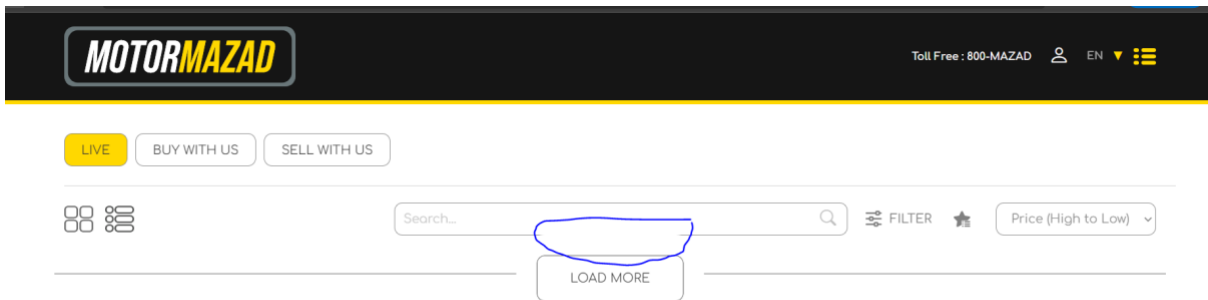 MOTORMAZAD
Toll Free : 800-MAZAD EN
LIVE BUY WITH US SELL WITH US
Search... FILTER Price (High to Low)
LOAD MORE